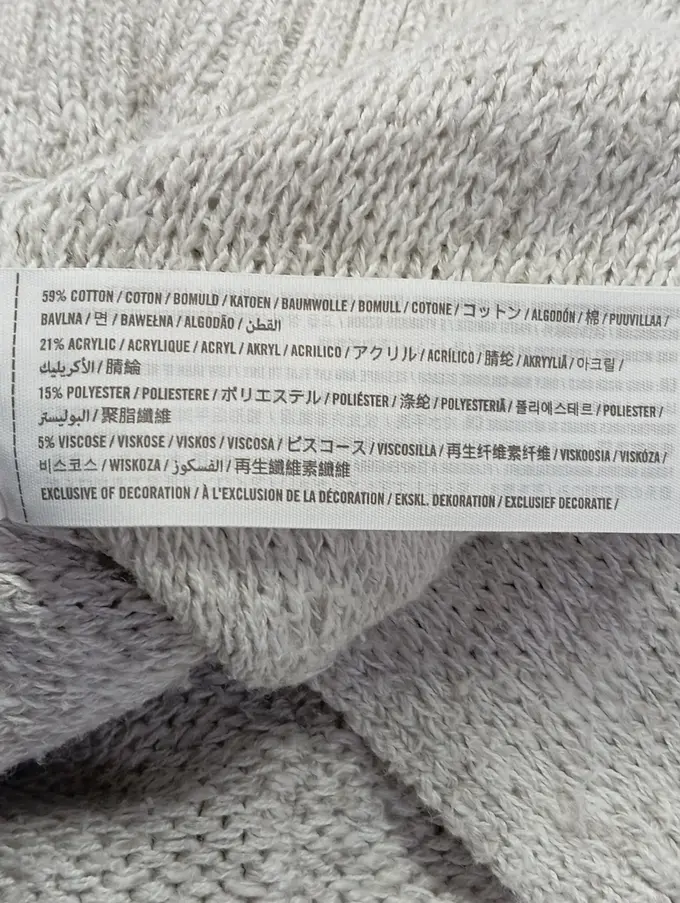 59% COTTON / COTON / BOMULD / KATOEN / BAUMWOLLE / BOMULL / COTONE / コットン / ALGODÓN / 棉 / PUUVILLAA /
BAVLNA / 면 / BAWEŁNA / ALGODÃO / القطن
21% ACRYLIC / ACRYLIQUE / ACRYL / AKRYL / ACRILICO / アクリル / ACRÍLICO / 腈纶 / AKRYYLIÄ / 아크릴 /
الأكريليك / 腈綸
15% POLYESTER / POLIESTERE / ポリエステル / POLIÉSTER / 涤纶 / POLYESTERIÄ / 폴리에스테르 / POLIESTER /
البوليستر / 聚脂纖維
5% VISCOSE / VISKOSE / VISKOS / VISCOSA / ビスコース / VISCOSILLA / 再生纤维素纤维 / VISKOOSIA / VISKÓZA /
비스코스 / WISKOZA / الفسكوز / 再生纖維素纖維
EXCLUSIVE OF DECORATION / À L'EXCLUSION DE LA DÉCORATION / EKSKL. DEKORATION / EXCLUSIEF DECORATIE /